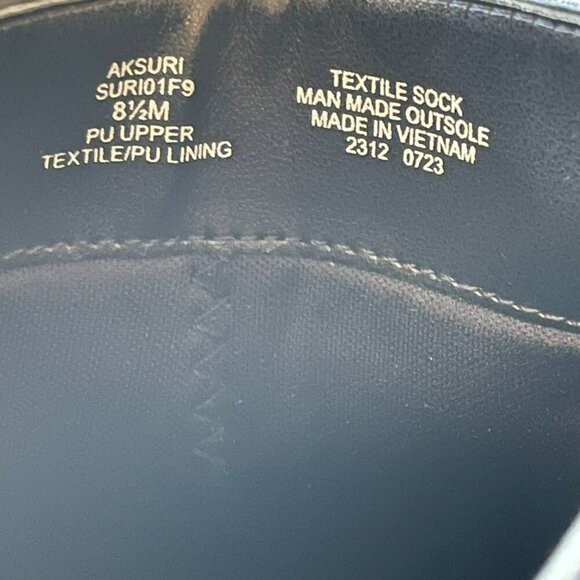 AKSURI
SURI01F9
8½M
PU UPPER
TEXTILE/PU LINING
TEXTILE SOCK
MAN MADE OUTSOLE
MADE IN VIETNAM
2312 0723